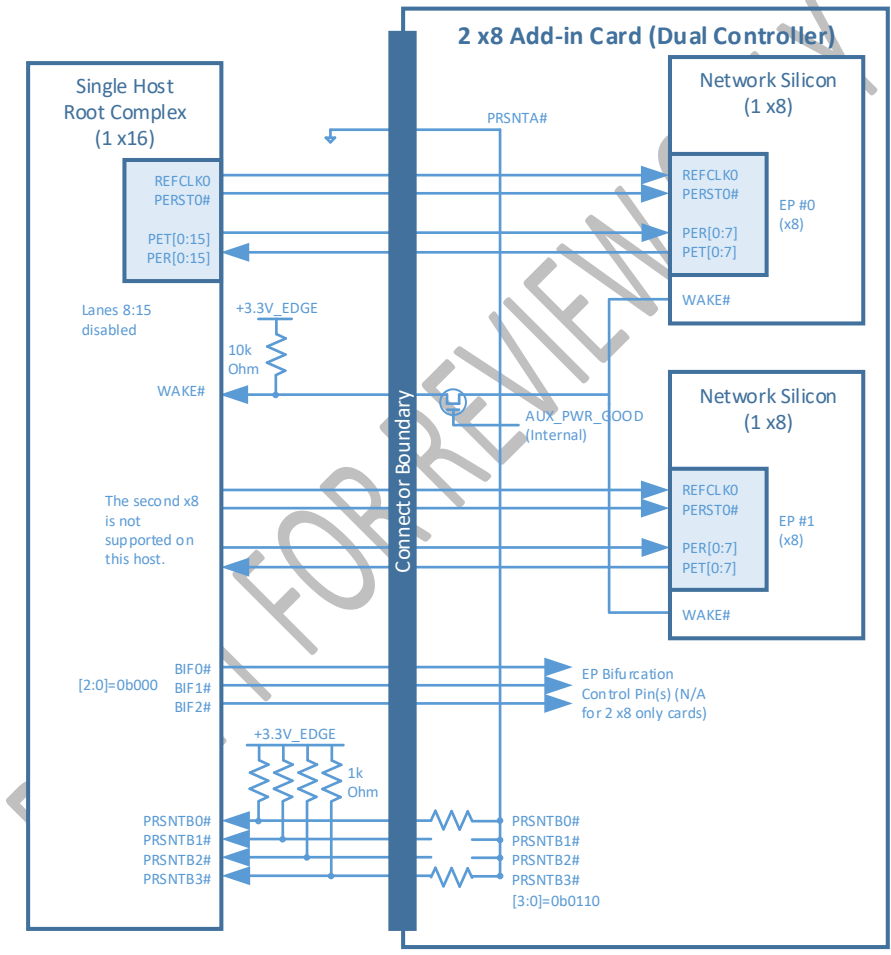 2 x8 Add-in Card (Dual Controller)
Single Host
Root Complex
(1 x16)
REFCLK0
PERST0#
PET[0:15]
PER[0:15]
Lanes 8:15
disabled
+3.3V_EDGE
10k
Ohm
WAKE#
The second x8
is not
supported on
this host.
BIF0#
[2:0]=0b000
BIF1#
BIF2#
+3.3V_EDGE
1k
Ohm
PRSNTB0#
PRSNTB1#
PRSNTB2#
PRSNTB3#
Connector Boundary
PRSNTA#
Network Silicon
(1 x8)
REFCLK0
PERST0#
PER[0:7]
PET[0:7]
EP #0
(x8)
WAKE#
AUX_PWR_GOOD
(Internal)
Network Silicon
(1 x8)
REFCLK0
PERST0#
PER[0:7]
PET[0:7]
EP #1
(x8)
WAKE#
EP Bifurcation
Control Pin(s) (N/A
for 2 x8 only cards)
PRSNTB0#
PRSNTB1#
PRSNTB2#
PRSNTB3#
[3:0]=0b0110
FOR REVIEW